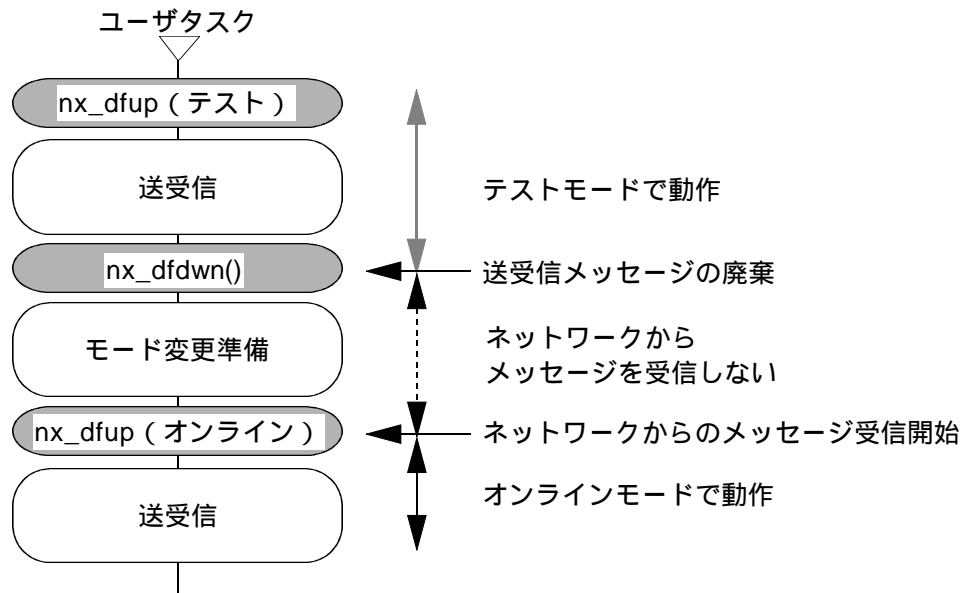 ユーザタスク
nx_dfup（テスト）
送受信
テストモードで動作
nx_dfdwn()
送受信メッセージの廃棄
モード変更準備
ネットワークから
メッセージを受信しない
nx_dfup（オンライン）
ネットワークからのメッセージ受信開始
送受信
オンラインモードで動作